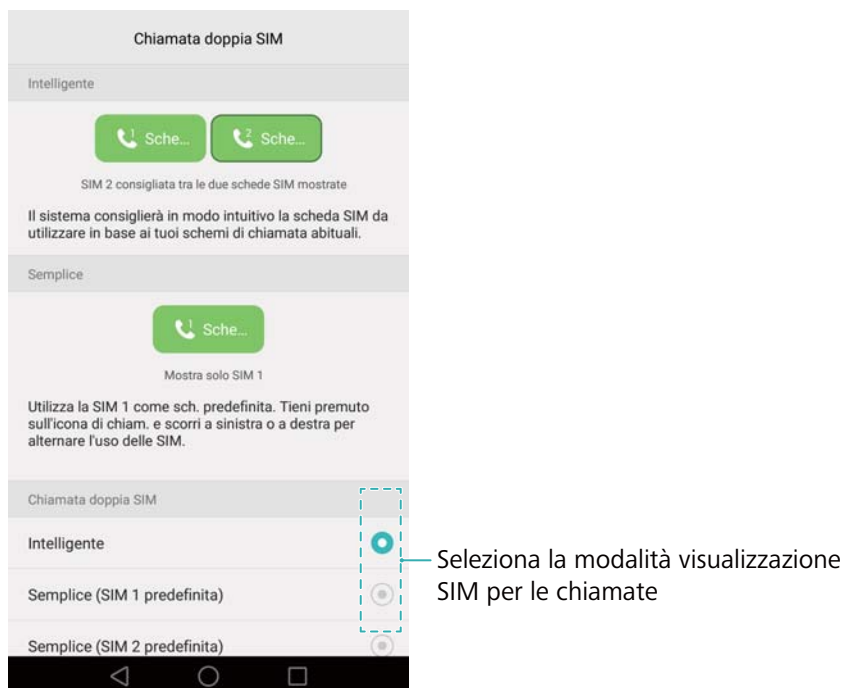 Chiamata doppia SIM
Intelligente
1 Sche... 2 Sche...
SIM 2 consigliata tra le due schede SIM mostrate
Il sistema consiglierà in modo intuitivo la scheda SIM da
utilizzare in base ai tuoi schemi di chiamata abituali.
Semplice
1 Sche...
Mostra solo SIM 1
Utilizza la SIM 1 come sch. predefinita. Tieni premuto
sull'icona di chiam. e scorri a sinistra o a destra per
alternare l'uso delle SIM.
Chiamata doppia SIM
Intelligente
Semplice (SIM 1 predefinita)
Semplice (SIM 2 predefinita)
Seleziona la modalità visualizzazione
SIM per le chiamate